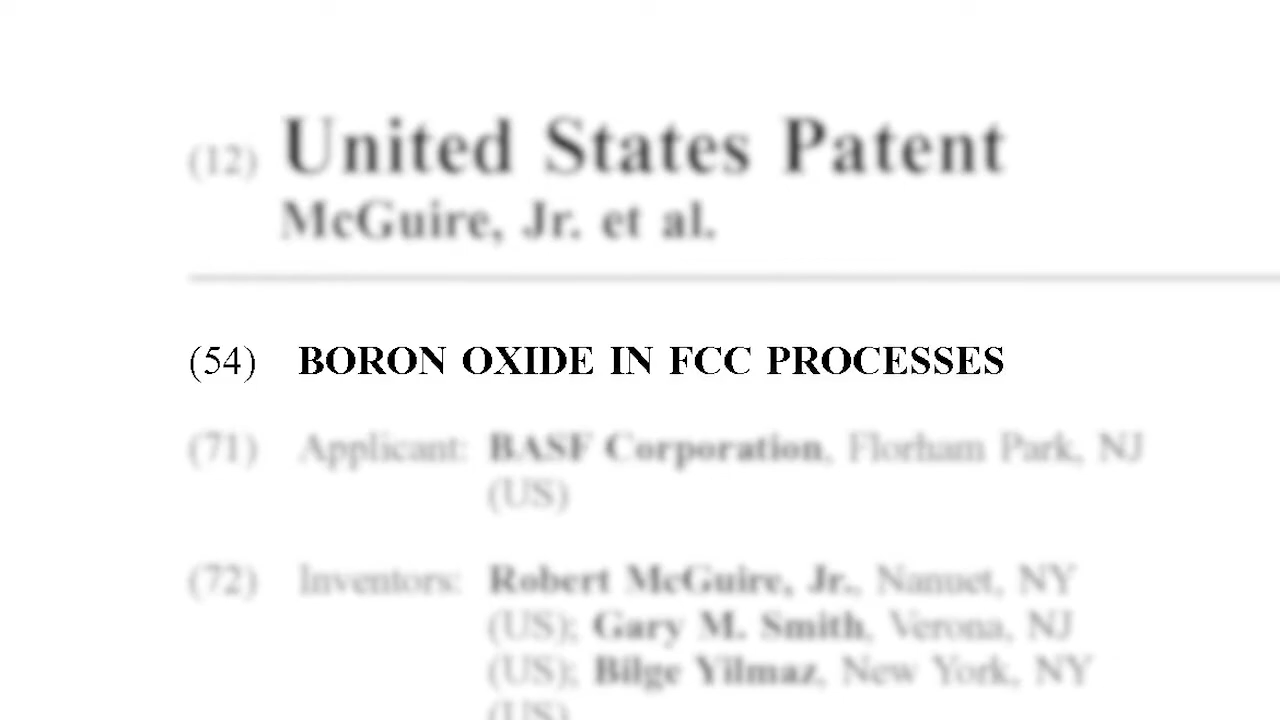 (12) United States Patent
McGuire, Jr. et al.
(54) BORON OXIDE IN FCC PROCESSES
(71) Applicant: BASF Corporation, Florham Park, NJ
(US)
(72) Inventors: Robert McGuire, Jr., Nanuet, NY
(US); Gary M. Smith, Verona, NJ
(US); Bilge Yilmaz, New York, NY
(US)